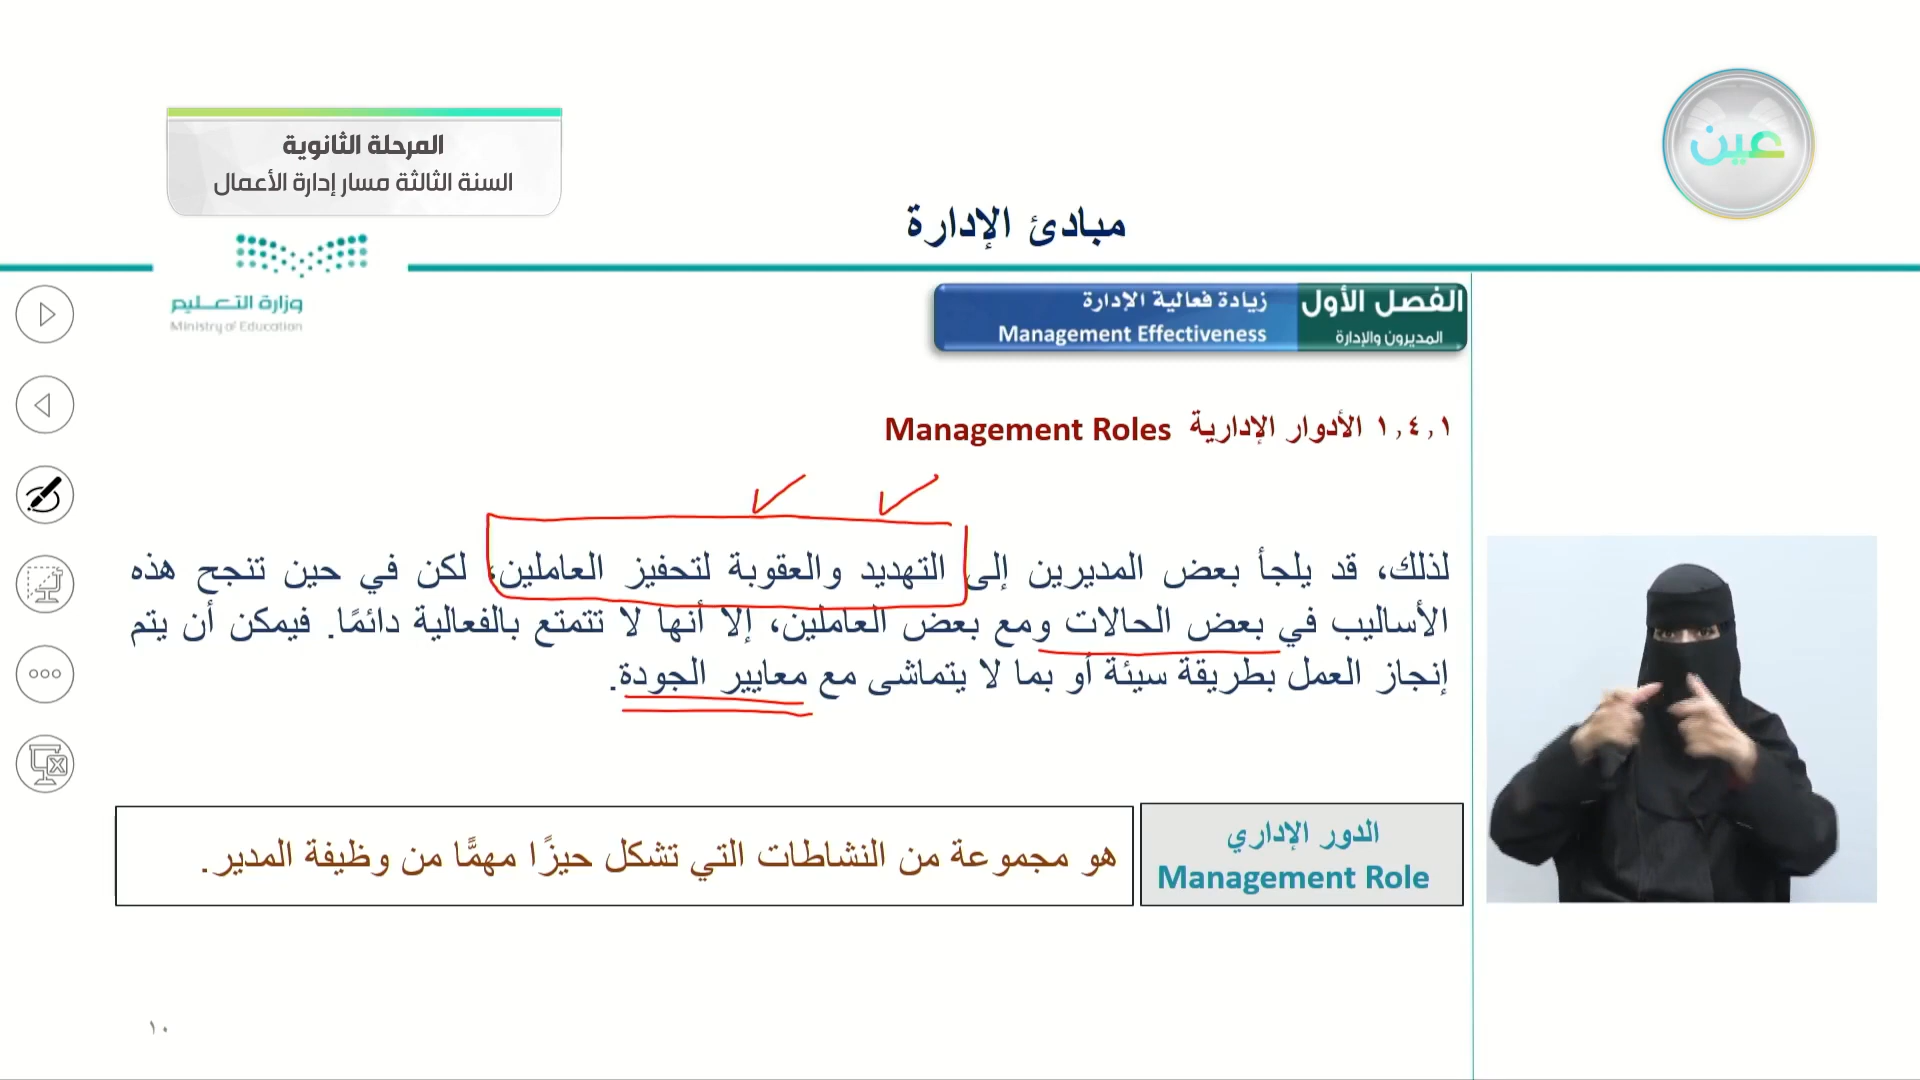 المرحلة الثانوية
السنة الثالثة مسار إدارة الأعمال
عين
مبادئ الإدارة
وزارة التعليم
Ministry of Education
الفصل الأول
المديرون والإدارة
زيادة فعالية الإدارة
Management Effectiveness
١,٤,١ الأدوار الإدارية Management Roles
لذلك، قد يلجأ بعض المديرين إلى التهديد والعقوبة لتحفيز العاملين، لكن في حين تنجح هذه
الأساليب في بعض الحالات ومع بعض العاملين، إلا أنها لا تتمتع بالفعالية دائمًا. فيمكن أن يتم
إنجاز العمل بطريقة سيئة أو بما لا يتماشى مع معايير الجودة.
الدور الإداري
Management Role
هو مجموعة من النشاطات التي تشكل حيزًا مهمًّا من وظيفة المدير.
١٠